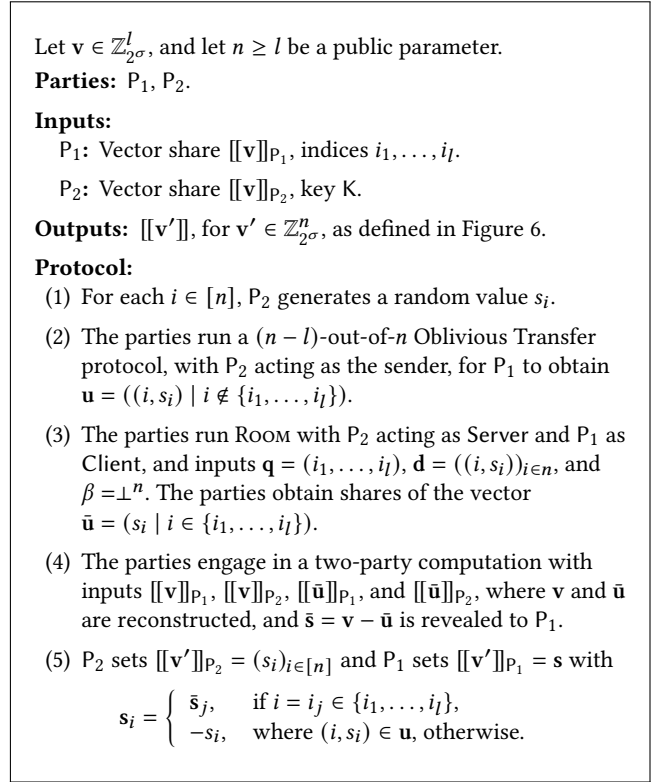 Let v ∈ ℤ^l_{2^σ}, and let n ≥ l be a public parameter.
Parties: P₁, P₂.
Inputs:
P₁: Vector share [[v]]_{P₁}, indices i₁, . . . , i_l.
P₂: Vector share [[v]]_{P₂}, key K.
Outputs: [[v′]], for v′ ∈ ℤ^n_{2^σ}, as defined in Figure 6.
Protocol:
(1) For each i ∈ [n], P₂ generates a random value s_i.
(2) The parties run a (n − l)-out-of-n Oblivious Transfer
protocol, with P₂ acting as the sender, for P₁ to obtain
u = ((i, s_i) | i ∉ {i₁, . . . , i_l}).
(3) The parties run Room with P₂ acting as Server and P₁ as
Client, and inputs q = (i₁, . . . , i_l), d = ((i, s_i))_{i∈n}, and
β =⊥^n. The parties obtain shares of the vector
ū = (s_i | i ∈ {i₁, . . . , i_l}).
(4) The parties engage in a two-party computation with
inputs [[v]]_{P₁}, [[v]]_{P₂}, [[ū]]_{P₁}, and [[ū]]_{P₂}, where v and ū
are reconstructed, and s̄ = v − ū is revealed to P₁.
(5) P₂ sets [[v′]]_{P₂} = (s_i)_{i∈[n]} and P₁ sets [[v′]]_{P₁} = s with
s_i = { s̄_j, if i = i_j ∈ {i₁, . . . , i_l},
−s_i, where (i, s_i) ∈ u, otherwise.